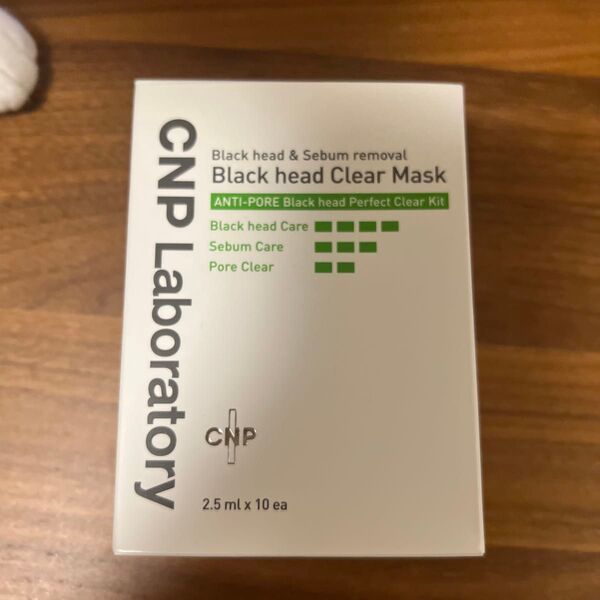 CNP Laboratory
Black head & Sebum removal
Black head Clear Mask
ANTI-PORE Black head Perfect Clear Kit
Black head Care
Sebum Care
Pore Clear
CNP
2.5 ml x 10 ea